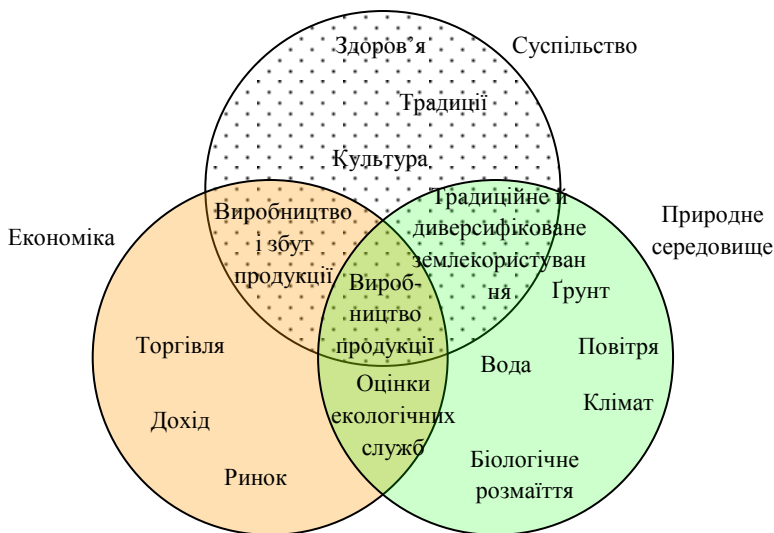 Здоров’я
Суспільство
Традиції
Культура
Економіка
Виробництво
і збут
продукції
Традиційне й
диверсифіковане
землекористуван
ня
Природне
середовище
Вироб-
ництво
продукції
Ґрунт
Торгівля
Вода
Повітря
Оцінки
екологічних
служб
Клімат
Дохід
Ринок
Біологічне
розмаїття